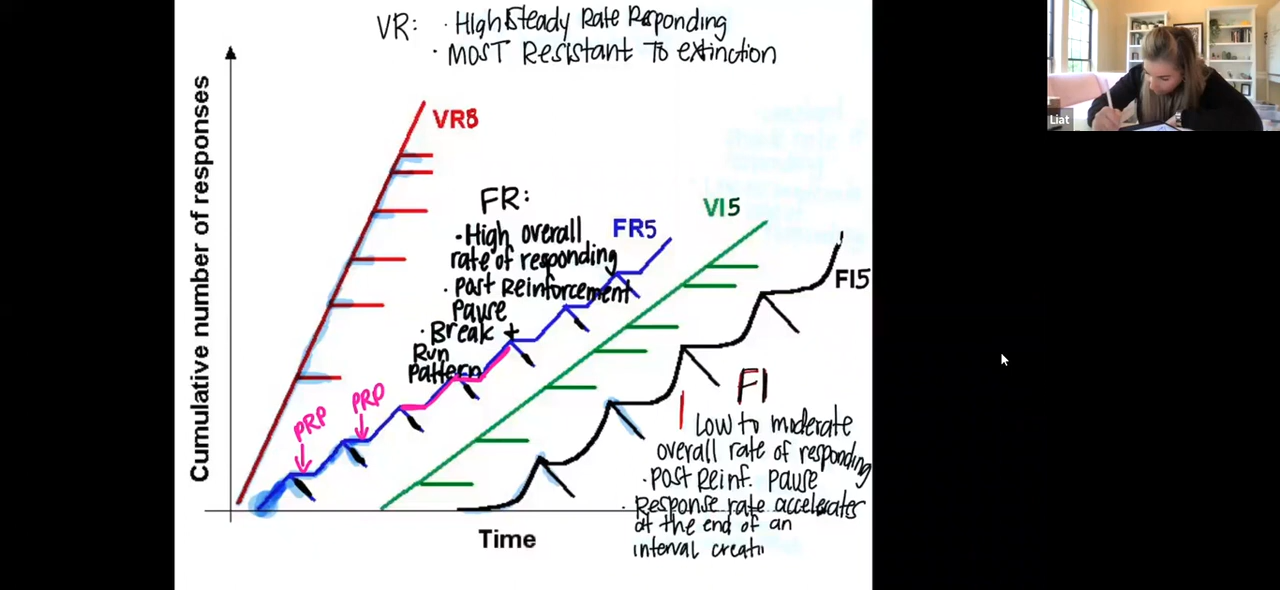 VR: · High Steady Rate Responding
· MOST Resistant To extinction
Cumulative number of responses
VR8
FR:
· High overall
rate of responding
· Post Reinforcement
Pause
· Break +
Run
Pattern
FR5
VI5
FI5
PRP
PRP
FI
Low to moderate
overall rate of responding
· Post Reinf. Pause
· Response rate accelerates
at the end of an
interval creati
Time
Liat